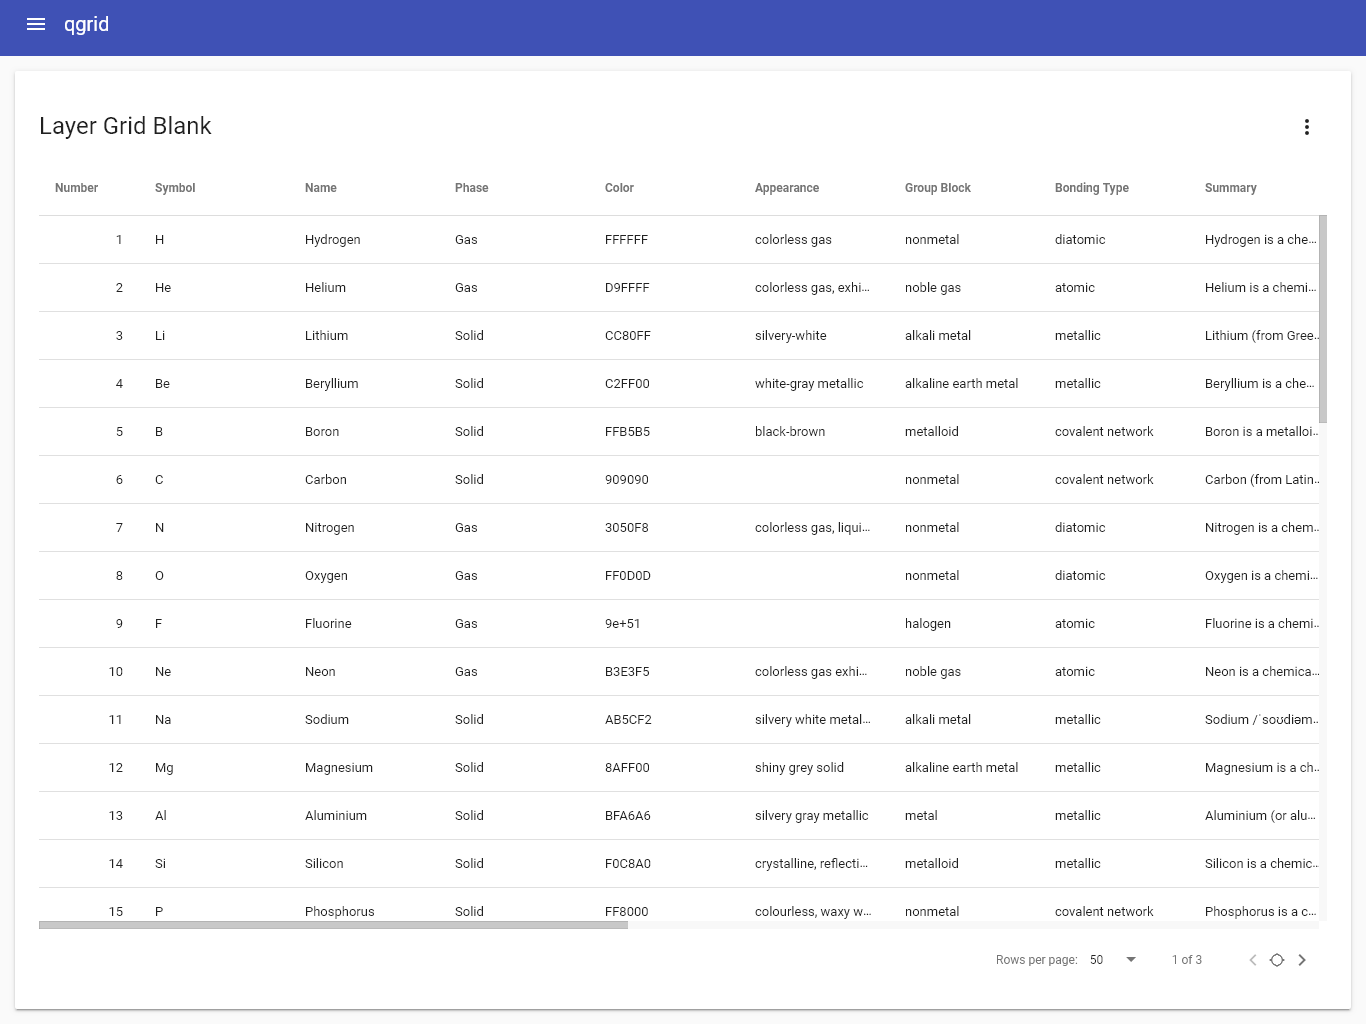 qgrid
Layer Grid Blank
Number Symbol Name Phase Color Appearance Group Block Bonding Type Summary
1 H Hydrogen Gas FFFFFF colorless gas nonmetal diatomic Hydrogen is a che...
2 He Helium Gas D9FFFF colorless gas, exhi... noble gas atomic Helium is a chemi...
3 Li Lithium Solid CC80FF silvery-white alkali metal metallic Lithium (from Gree...
4 Be Beryllium Solid C2FF00 white-gray metallic alkaline earth metal metallic Beryllium is a che...
5 B Boron Solid FFB5B5 black-brown metalloid covalent network Boron is a metalloi...
6 C Carbon Solid 909090 nonmetal covalent network Carbon (from Latin...
7 N Nitrogen Gas 3050F8 colorless gas, liqui... nonmetal diatomic Nitrogen is a chem...
8 O Oxygen Gas FF0D0D nonmetal diatomic Oxygen is a chemi...
9 F Fluorine Gas 9e+51 halogen atomic Fluorine is a chemi...
10 Ne Neon Gas B3E3F5 colorless gas exhi... noble gas atomic Neon is a chemica...
11 Na Sodium Solid AB5CF2 silvery white metal... alkali metal metallic Sodium /ˈsoʊdiəm...
12 Mg Magnesium Solid 8AFF00 shiny grey solid alkaline earth metal metallic Magnesium is a ch...
13 Al Aluminium Solid BFA6A6 silvery gray metallic metal metallic Aluminium (or alu...
14 Si Silicon Solid F0C8A0 crystalline, reflecti... metalloid metallic Silicon is a chemic...
15 P Phosphorus Solid FF8000 colourless, waxy w... nonmetal covalent network Phosphorus is a c...
Rows per page: 50 1 of 3